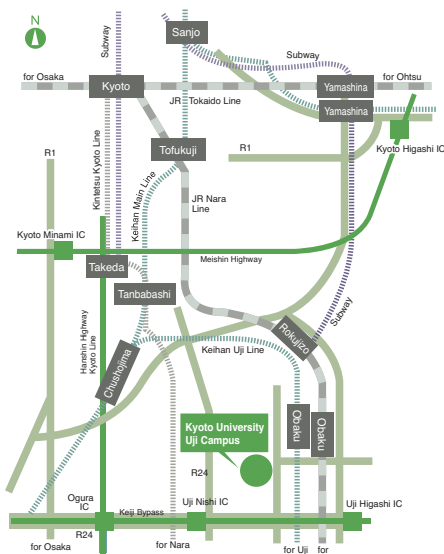 N
Sanjo
Subway
Subway
for Osaka
Kyoto
Yamashina
for Ohtsu
JR Tokaido Line
Yamashina
R1
Kintetsu Kyoto Line
Keihan Main Line
Tofukuji
R1
Kyoto Higashi IC
JR Nara
Line
Kyoto Minami IC
Meishin Highway
Takeda
Tanbabashi
Subway
Hanshin Highway
Kyoto Line
Rokujizo
Keihan Uji Line
Chushojima
Kyoto University
Uji Campus
Obaku
Obaku
R24
Ogura
IC
Uji Nishi IC
Uji Higashi IC
Keiji Bypass
R24
for Osaka
for Nara
for Uji
for